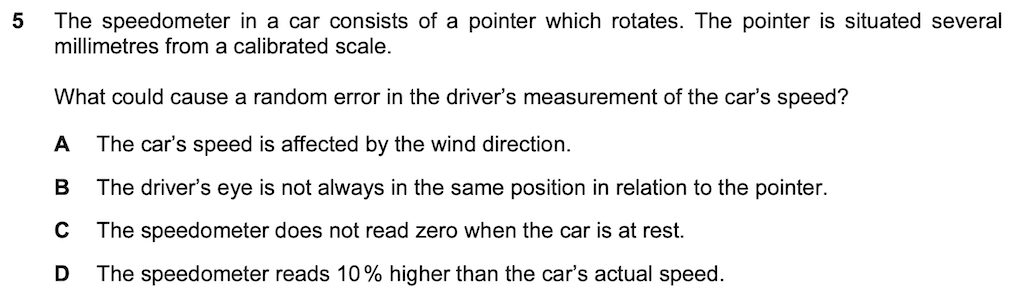 5 The speedometer in a car consists of a pointer which rotates. The pointer is situated several
millimetres from a calibrated scale.
What could cause a random error in the driver's measurement of the car's speed?
A The car's speed is affected by the wind direction.
B The driver's eye is not always in the same position in relation to the pointer.
C The speedometer does not read zero when the car is at rest.
D The speedometer reads 10% higher than the car's actual speed.